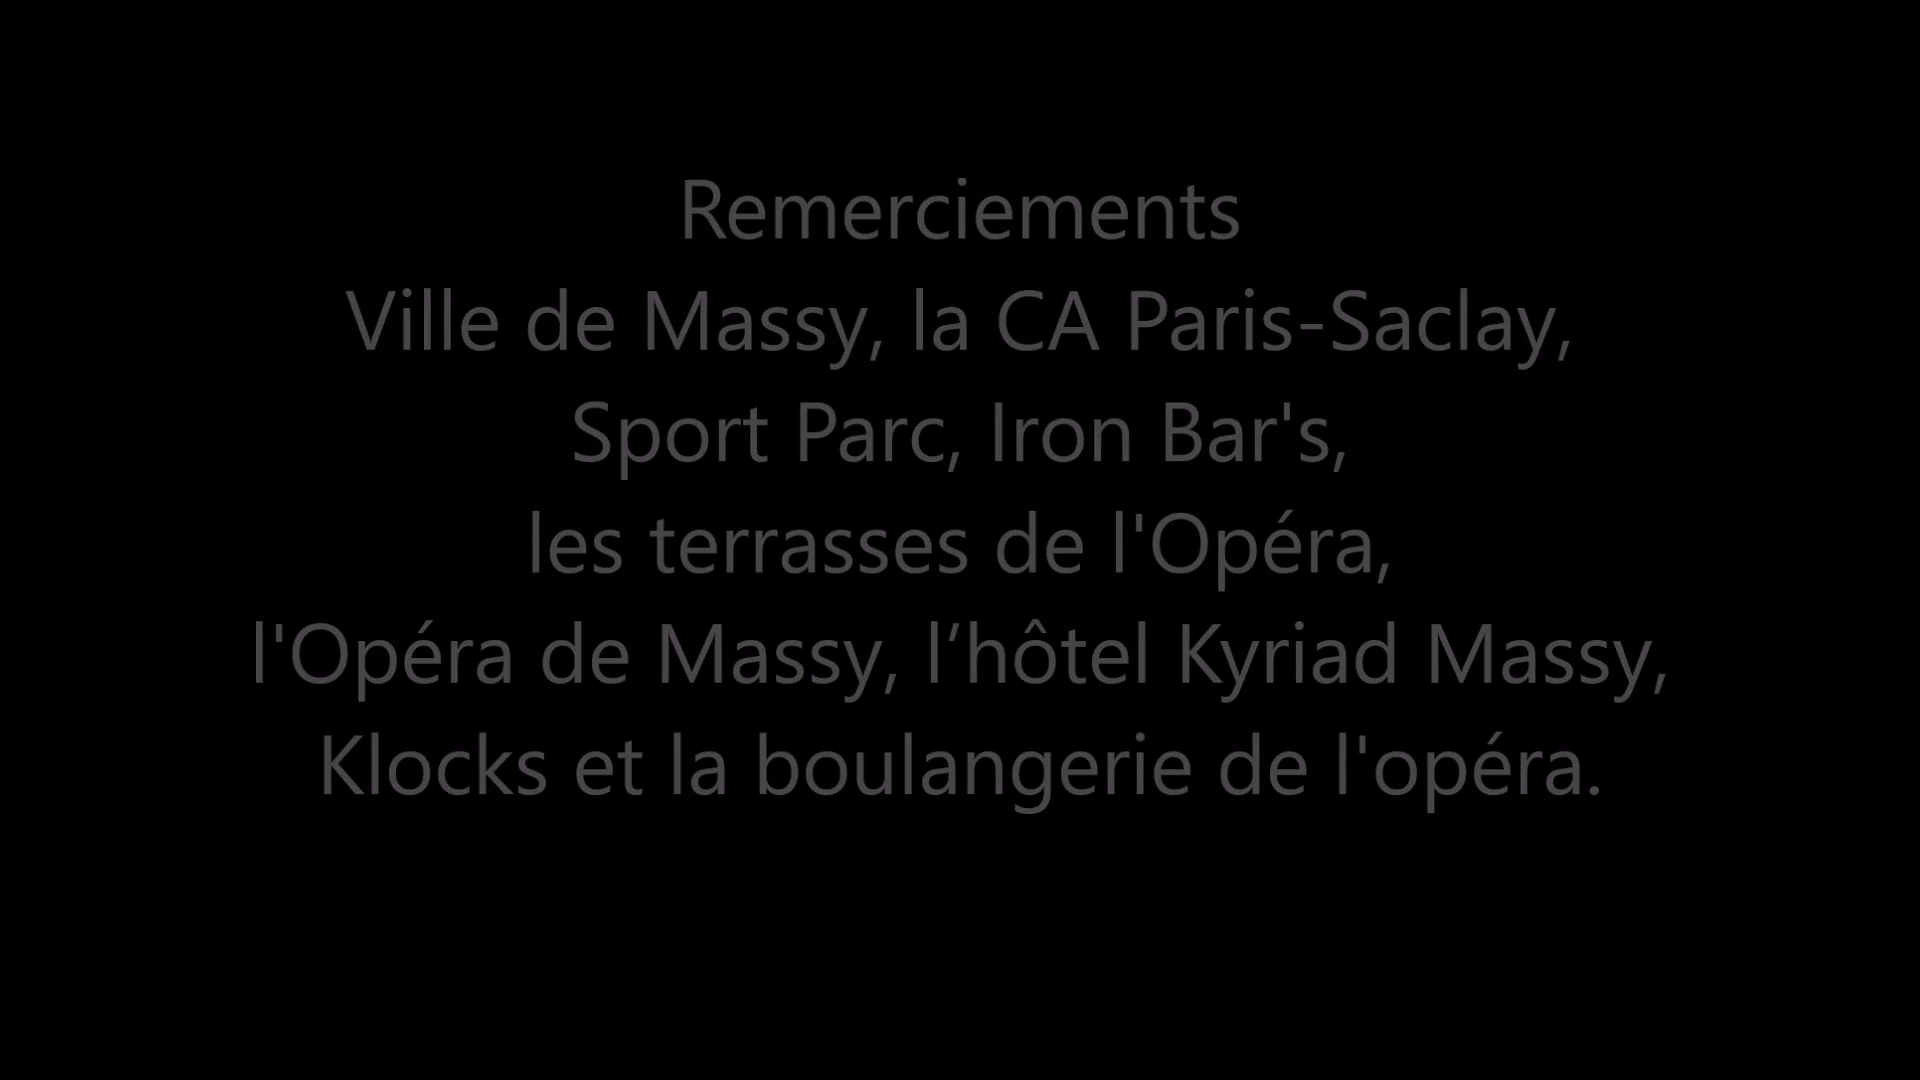 Remerciements
Ville de Massy, la CA Paris-Saclay,
Sport Parc, Iron Bar's,
les terrasses de l'Opéra,
l'Opéra de Massy, l’hôtel Kyriad Massy,
Klocks et la boulangerie de l'opéra.